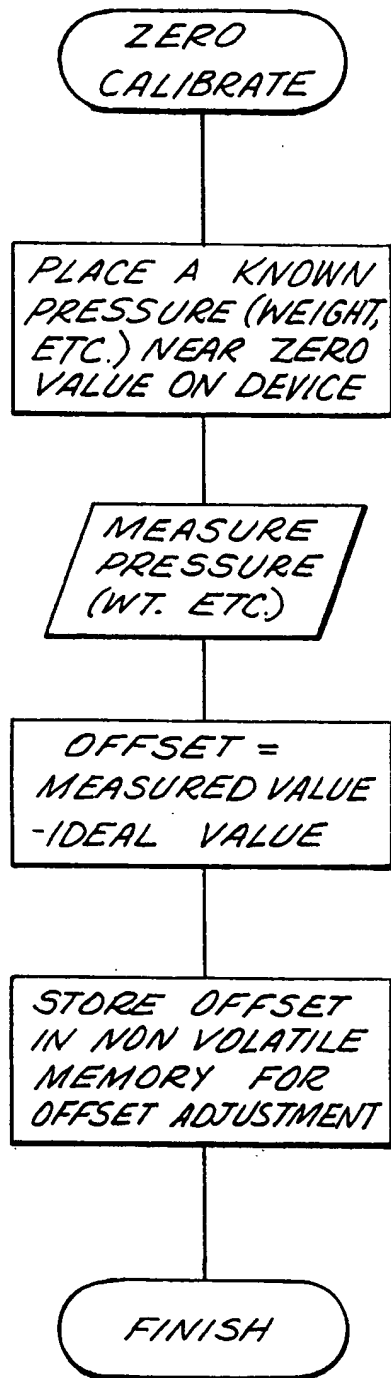 ZERO
CALIBRATE
PLACE A KNOWN
PRESSURE (WEIGHT,
ETC.) NEAR ZERO
VALUE ON DEVICE
MEASURE
PRESSURE
(WT. ETC.)
OFFSET =
MEASURED VALUE
-IDEAL VALUE
STORE OFFSET
IN NON VOLATILE
MEMORY FOR
OFFSET ADJUSTMENT
FINISH